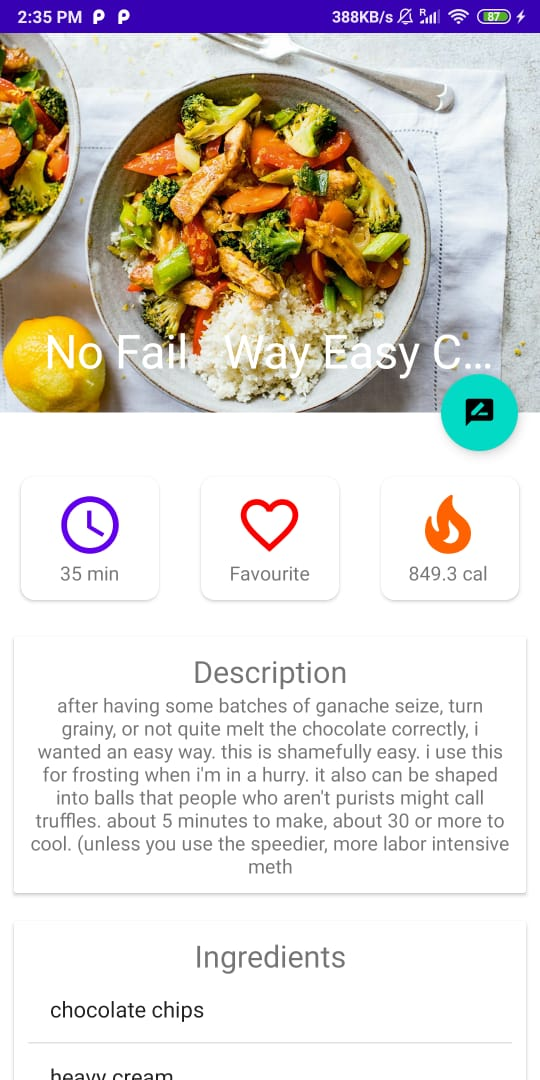 2:35 PM P P 388KB/s R 87
No Fail, Way Easy C...
35 min
Favourite
849.3 cal
Description
after having some batches of ganache seize, turn
grainy, or not quite melt the chocolate correctly, i
wanted an easy way. this is shamefully easy. i use this
for frosting when i'm in a hurry. it also can be shaped
into balls that people who aren't purists might call
truffles. about 5 minutes to make, about 30 or more to
cool. (unless you use the speedier, more labor intensive
meth
Ingredients
chocolate chips
heavy cream